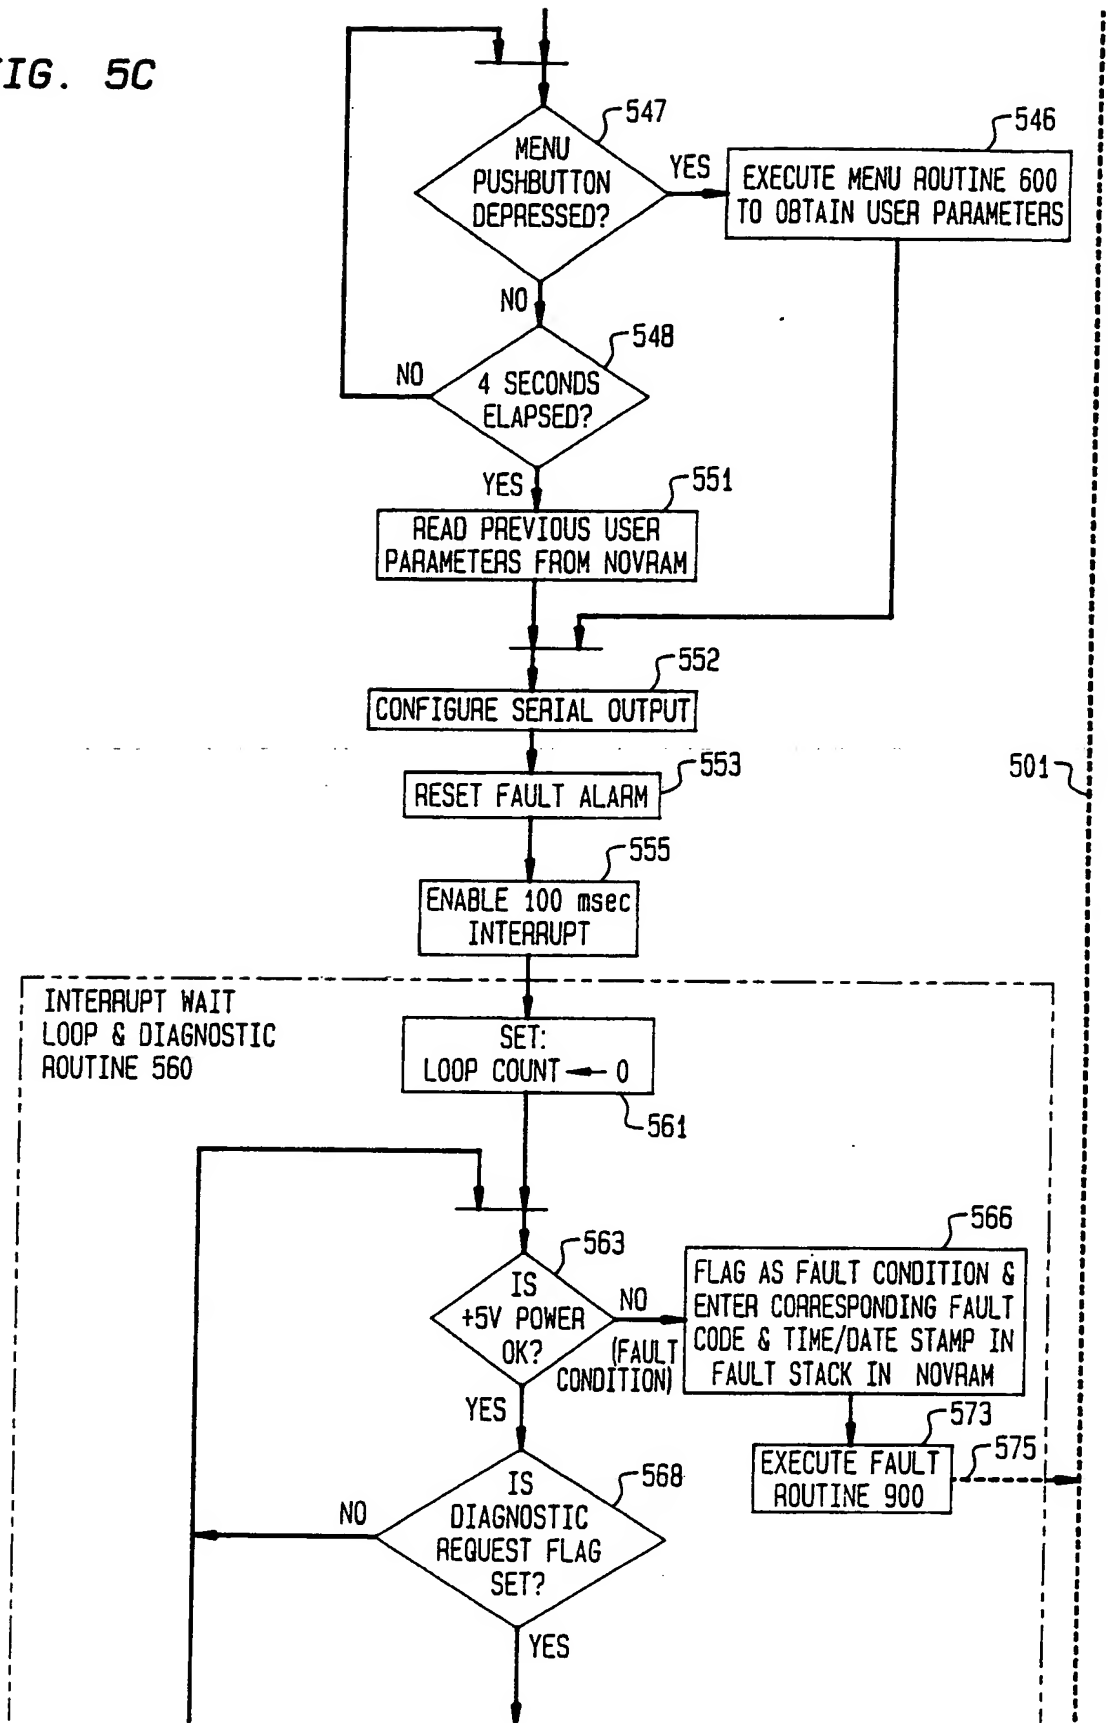 IG. 5C
547
546
MENU
PUSHBUTTON
DEPRESSED?
YES
EXECUTE MENU ROUTINE 600
TO OBTAIN USER PARAMETERS
NO
548
NO
4 SECONDS
ELAPSED?
YES
551
READ PREVIOUS USER
PARAMETERS FROM NOVRAM
552
CONFIGURE SERIAL OUTPUT
553
501
RESET FAULT ALARM
555
ENABLE 100 msec
INTERRUPT
INTERRUPT WAIT
LOOP & DIAGNOSTIC
ROUTINE 560
SET:
LOOP COUNT ← 0
561
563
566
IS
+5V POWER
OK?
NO
(FAULT
CONDITION)
FLAG AS FAULT CONDITION &
ENTER CORRESPONDING FAULT
CODE & TIME/DATE STAMP IN
FAULT STACK IN NOVRAM
YES
573
575
EXECUTE FAULT
ROUTINE 900
568
NO
IS
DIAGNOSTIC
REQUEST FLAG
SET?
YES